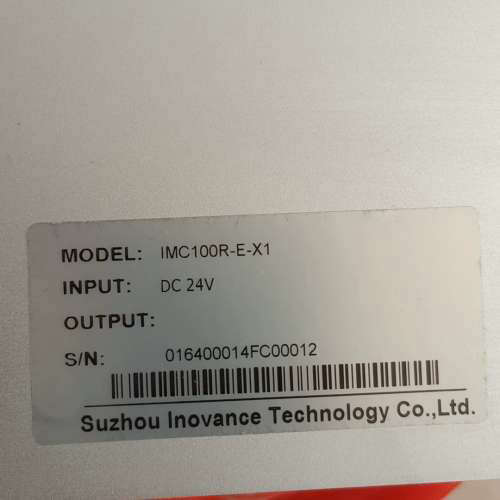 MODEL: IMC100R-E-X1
INPUT: DC 24V
OUTPUT:
S/N: 016400014FC00012
Suzhou Inovance Technology Co.,Ltd.